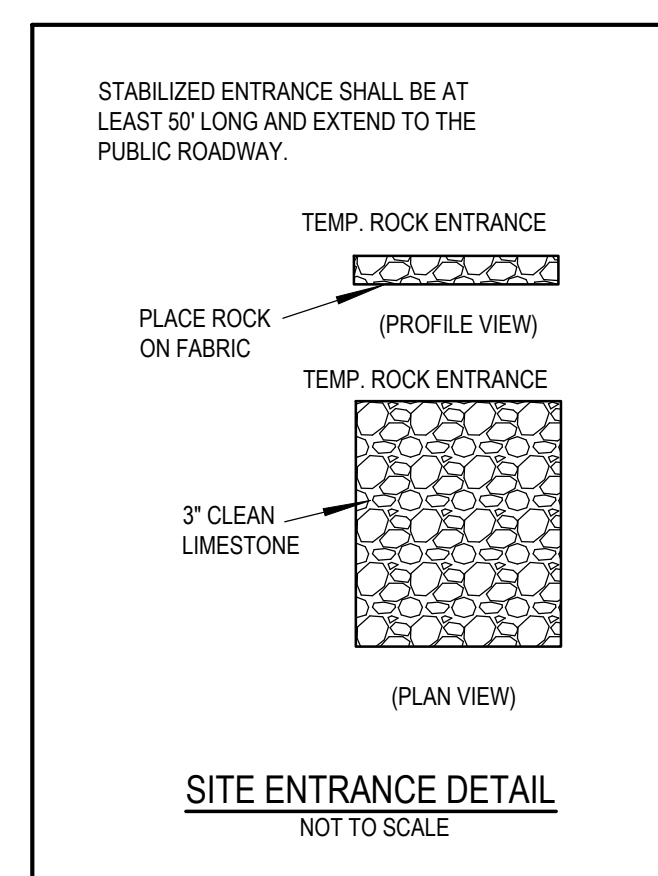 STABILIZED ENTRANCE SHALL BE AT
LEAST 50' LONG AND EXTEND TO THE
PUBLIC ROADWAY.
TEMP. ROCK ENTRANCE
PLACE ROCK
ON FABRIC
(PROFILE VIEW)
TEMP. ROCK ENTRANCE
3" CLEAN
LIMESTONE
(PLAN VIEW)
SITE ENTRANCE DETAIL
NOT TO SCALE